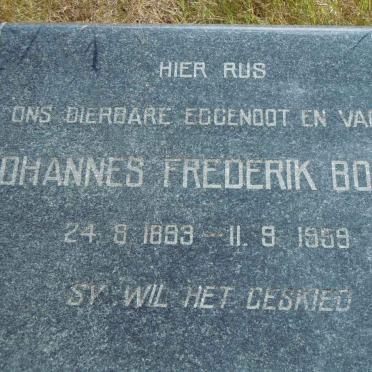 HIER RUS
ONS DIERBARE EGGENOOT EN VA
OHANNES FREDERIK BO
24. 8. 1893 — 11. 9. 1959
SY WIL HET GESKIED